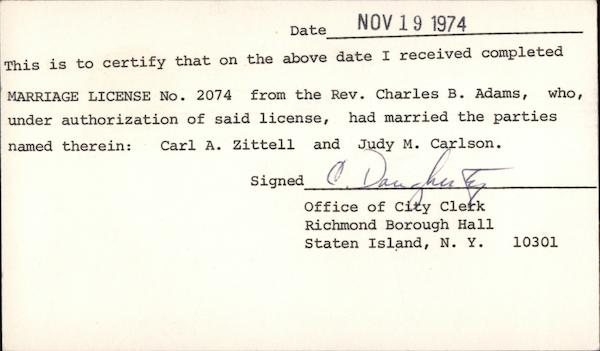 Date NOV 19 1974
This is to certify that on the above date I received completed
MARRIAGE LICENSE No. 2074 from the Rev. Charles B. Adams, who,
under authorization of said license, had married the parties
named therein: Carl A. Zittell and Judy M. Carlson.
Signed C. Daugherty
Office of City Clerk
Richmond Borough Hall
Staten Island, N. Y. 10301